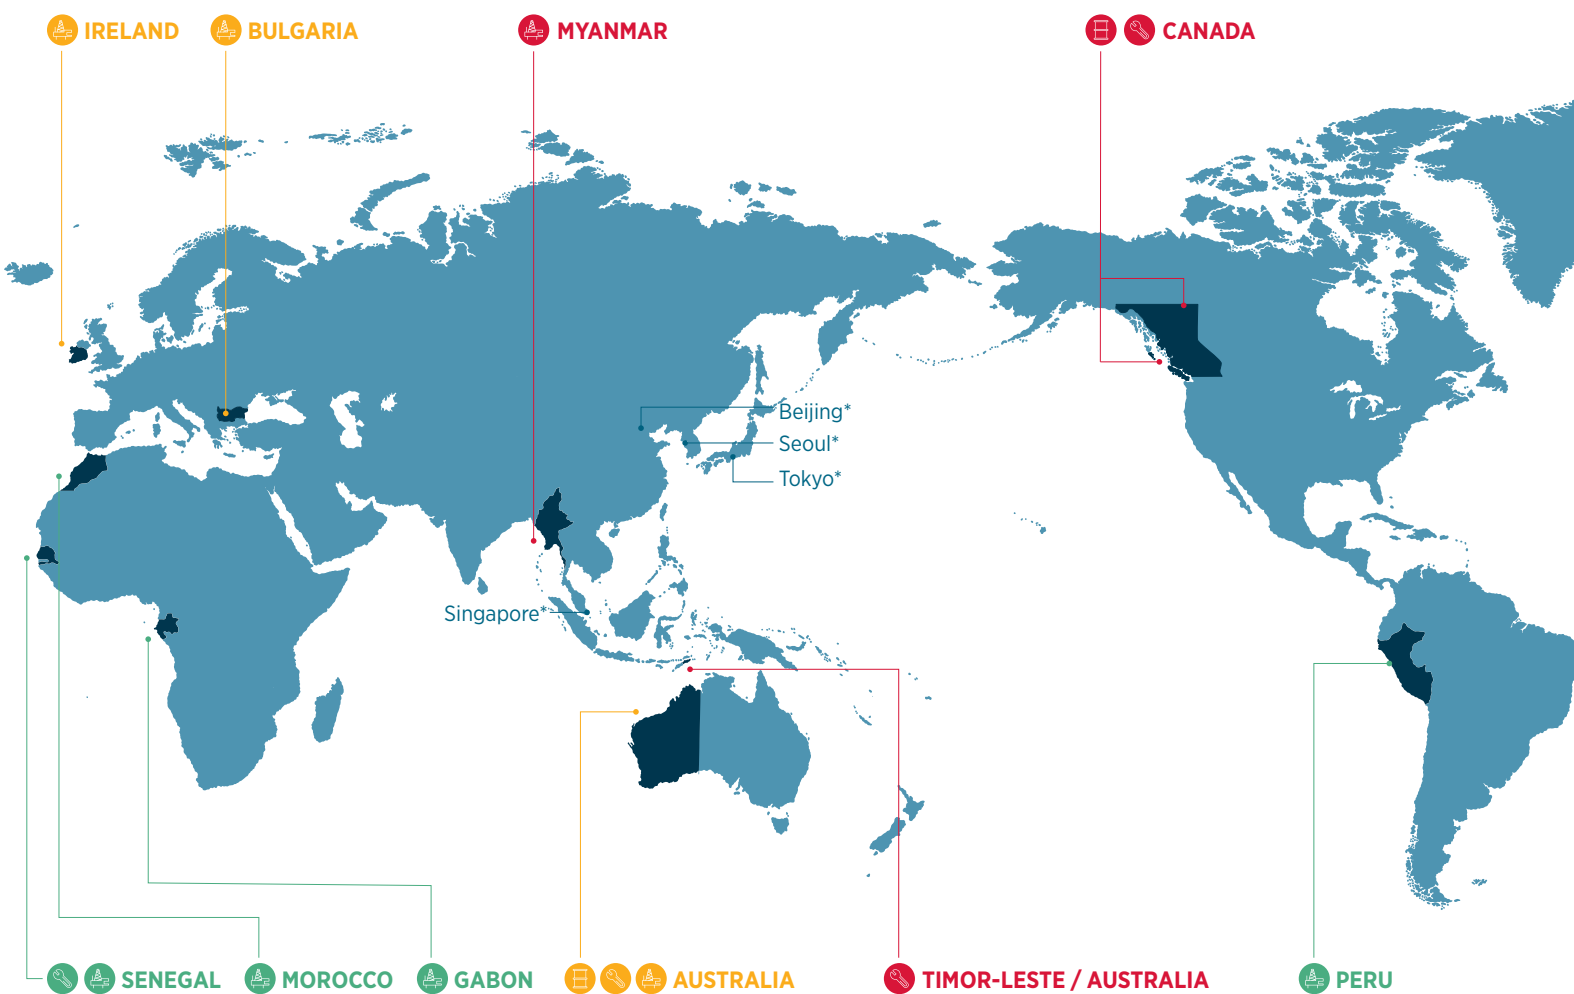 IRELAND
BULGARIA
MYANMAR
CANADA
Beijing*
Seoul*
Tokyo*
Singapore*
SENEGAL
MOROCCO
GABON
AUSTRALIA
TIMOR-LESTE / AUSTRALIA
PERU